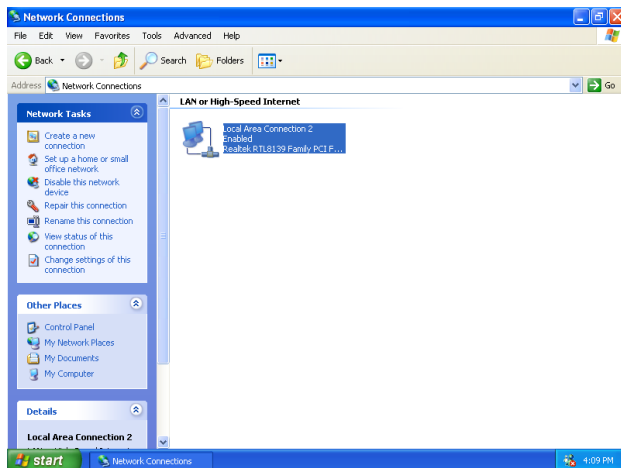 Network Connections
File Edit View Favorites Tools Advanced Help
Back Search Folders
Address Network Connections Go
Network Tasks
Create a new
connection
Set up a home or small
office network
Disable this network
device
Repair this connection
Rename this connection
View status of this
connection
Change settings of this
connection
Other Places
Control Panel
My Network Places
My Documents
My Computer
Details
Local Area Connection 2
LAN or High-Speed Internet
Local Area Connection 2
Enabled
Realtek RTL8139 Family PCI F...
start Network Connections 4:09 PM